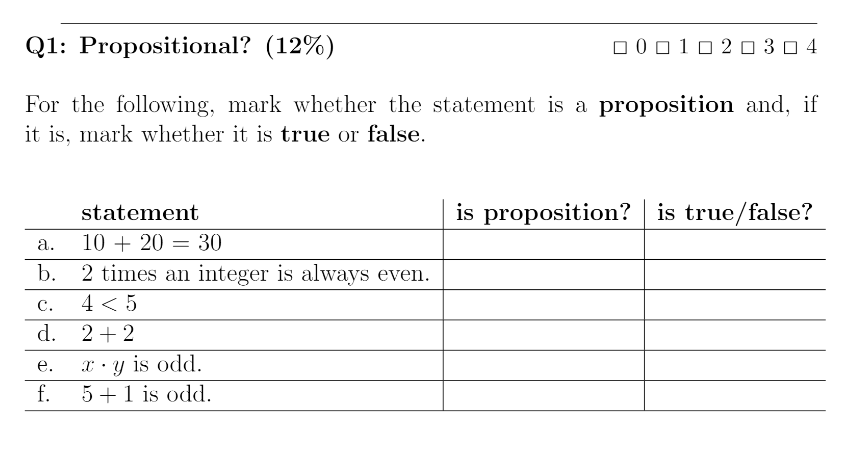 Q1: Propositional? (12%) □ 0 □ 1 □ 2 □ 3 □ 4
For the following, mark whether the statement is a proposition and, if
it is, mark whether it is true or false.
statement is proposition? is true/false?
a. 10 + 20 = 30
b. 2 times an integer is always even.
c. 4 < 5
d. 2 + 2
e. x · y is odd.
f. 5 + 1 is odd.